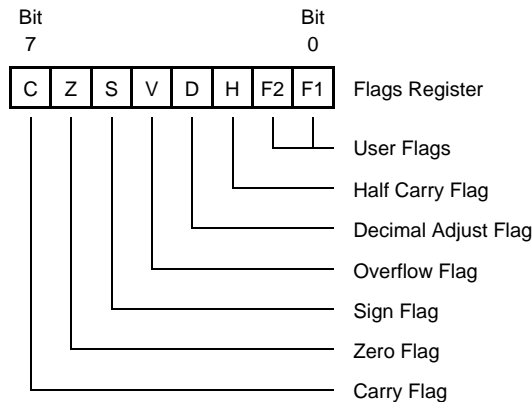 Bit Bit
7 0
C Z S V D H F2 F1 Flags Register
User Flags
Half Carry Flag
Decimal Adjust Flag
Overflow Flag
Sign Flag
Zero Flag
Carry Flag